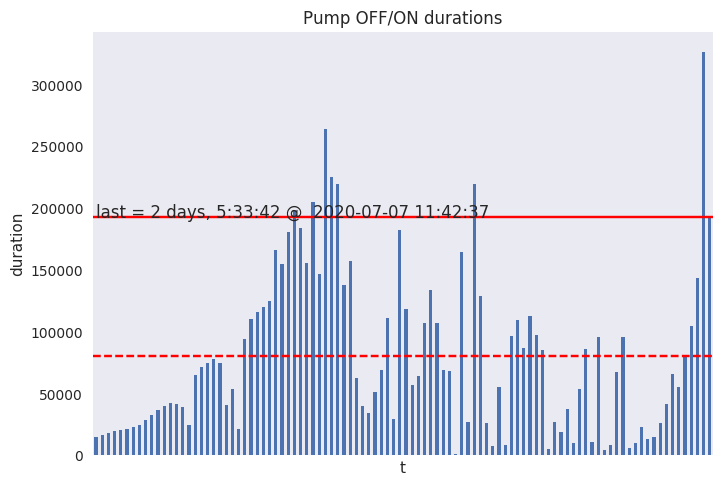 Pump OFF/ON durations
300000
250000
200000
last = 2 days, 5:33:42 @  2020-07-07 11:42:37
150000
100000
50000
0
duration
t